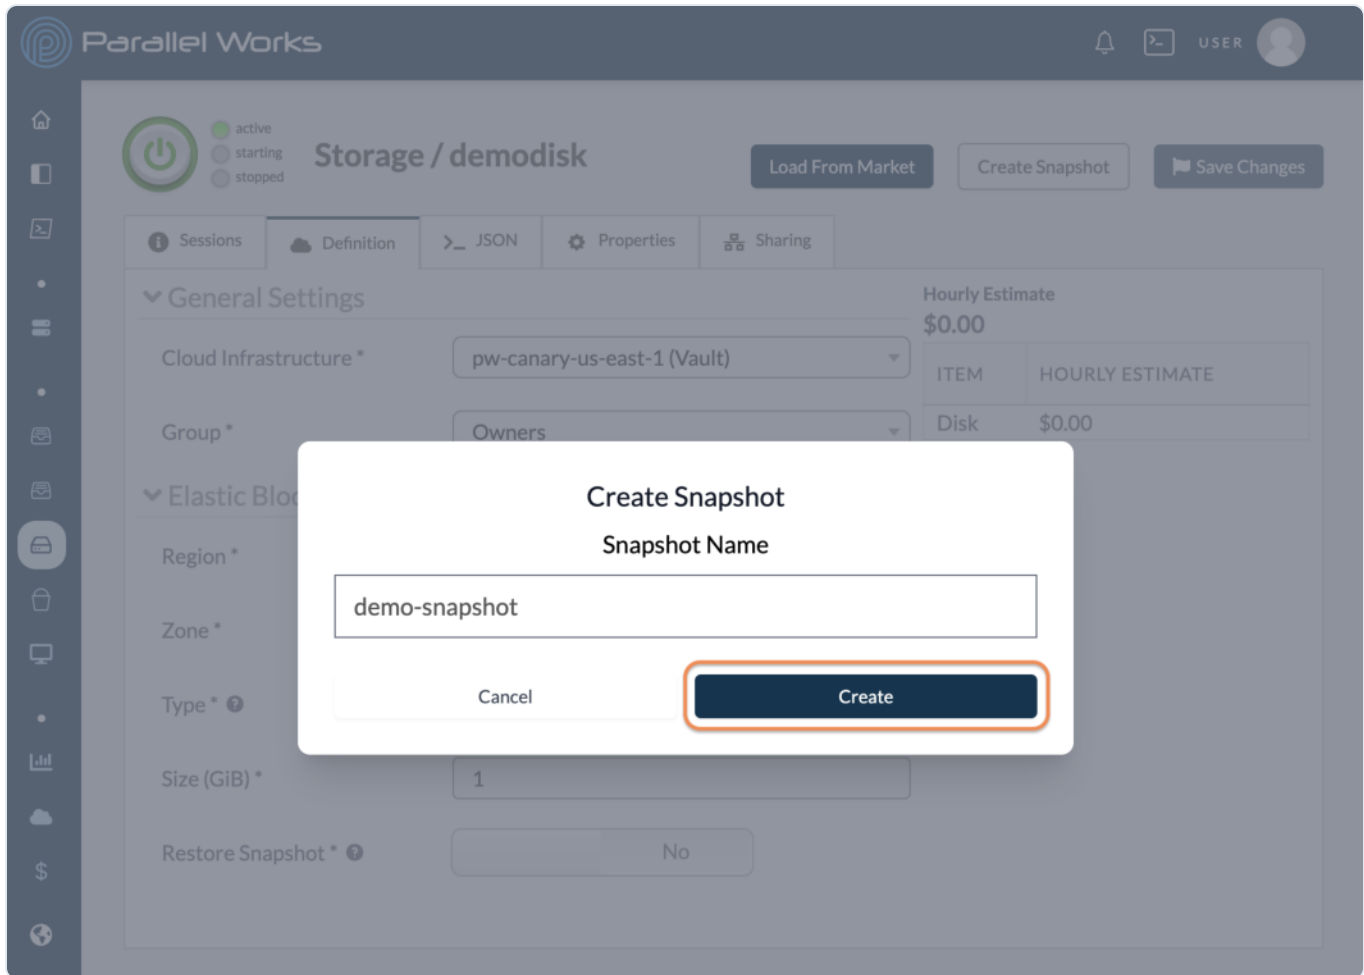 Parallel Works
USER
active
starting
stopped
Storage / demodisk
Load From Market
Create Snapshot
Save Changes
Sessions
Definition
JSON
Properties
Sharing
General Settings
Hourly Estimate
$0.00
Cloud Infrastructure *
pw-canary-us-east-1 (Vault)
ITEM HOURLY ESTIMATE
Disk $0.00
Group *
Owners
Elastic Bloc
Create Snapshot
Snapshot Name
demo-snapshot
Cancel
Create
Region *
Zone *
Type *
Size (GiB) *
1
Restore Snapshot *
No